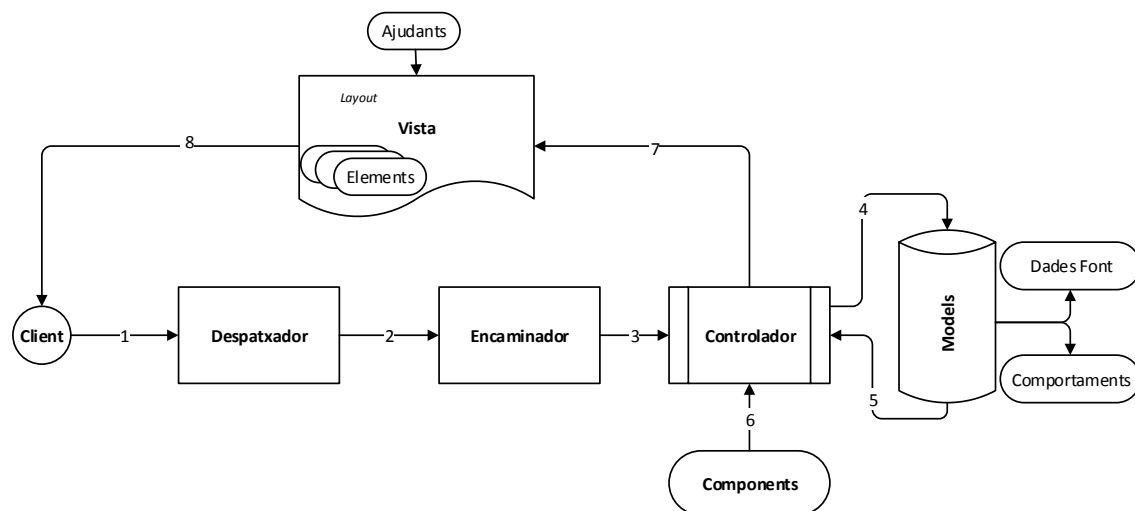 Ajudants
Layout
Vista
8
7
Elements
4
Dades Font
Client
1
Despatxador
2
Encaminador
3
Controlador
Models
Comportaments
5
6
Components